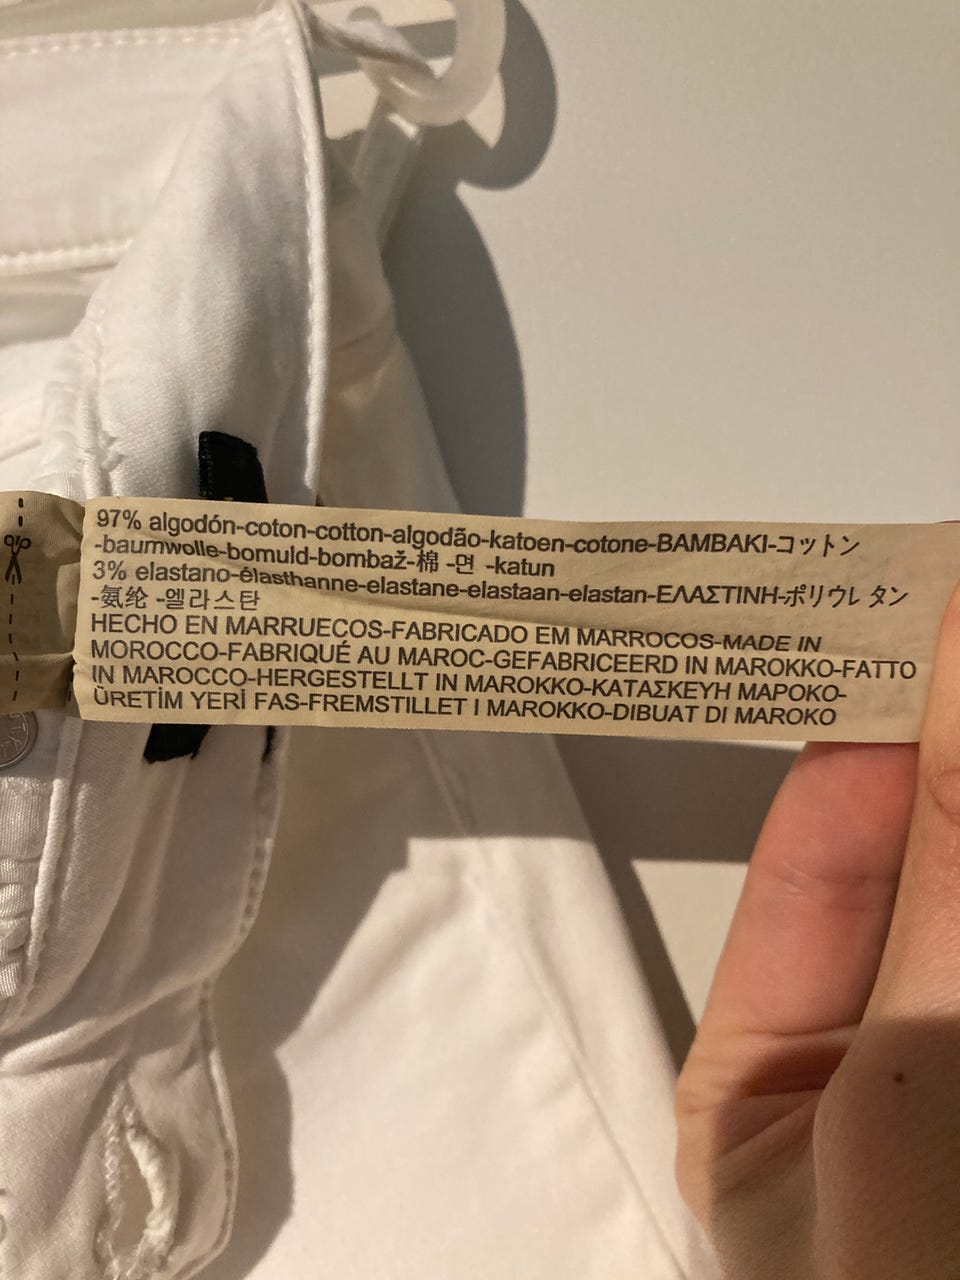 97% algodón-coton-cotton-algodão-katoen-cotone-BAMBAKI-コットン
-baumwolle-bomuld-bombaž-棉 -면 -katun
3% elastano-élasthanne-elastane-elastaan-elastan-ΕΛΑΣΤΙΝΗ-ポリウレタン
-氨纶 -엘라스탄
HECHO EN MARRUECOS-FABRICADO EM MARROCOS-MADE IN
MOROCCO-FABRIQUÉ AU MAROC-GEFABRICEERD IN MAROKKO-FATTO
IN MAROCCO-HERGESTELLT IN MAROKKO-ΚΑΤΑΣΚΕΥΗ ΜΑΡΟΚΟ-
ÜRETİM YERİ FAS-FREMSTILLET I MAROKKO-DIBUAT DI MAROKO